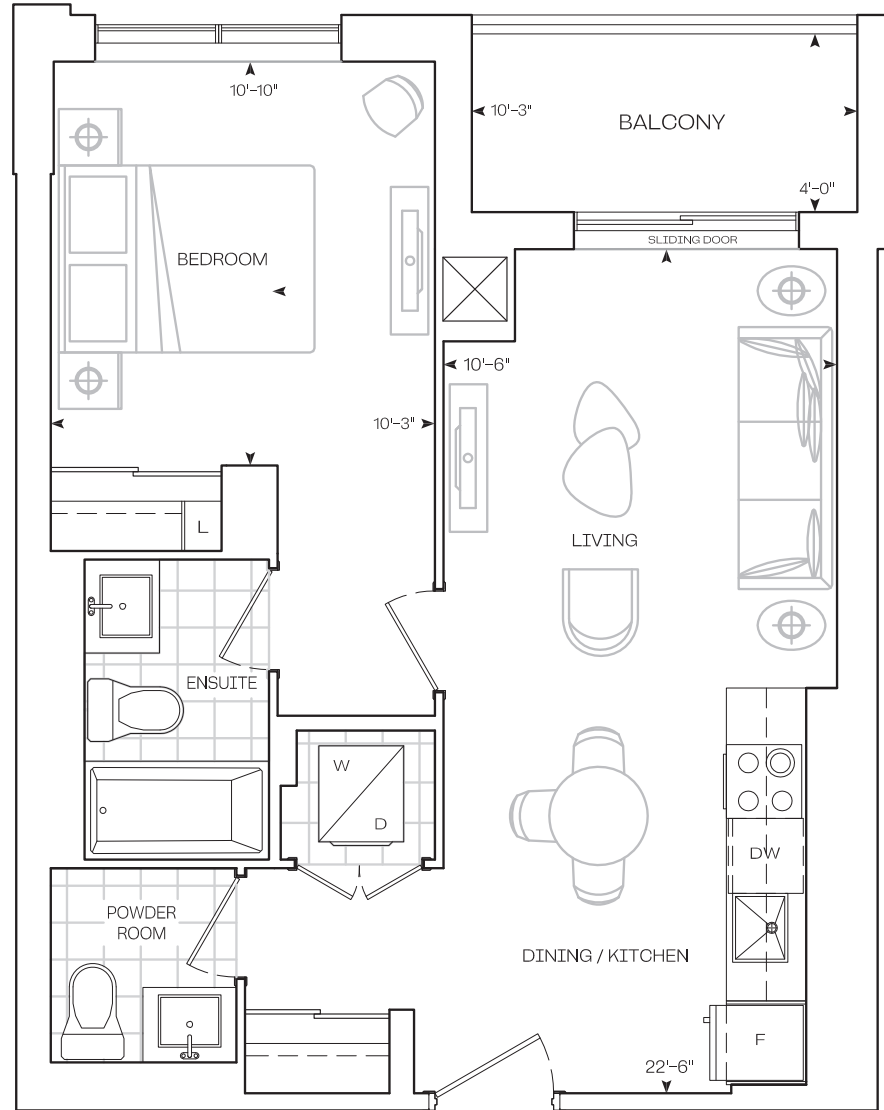 10'-10"
10'-3"
BALCONY
4'-0"
SLIDING DOOR
BEDROOM
10'-6"
10'-3"
L
LIVING
ENSUITE
W
D
DW
POWDER
ROOM
DINING / KITCHEN
F
22'-6"